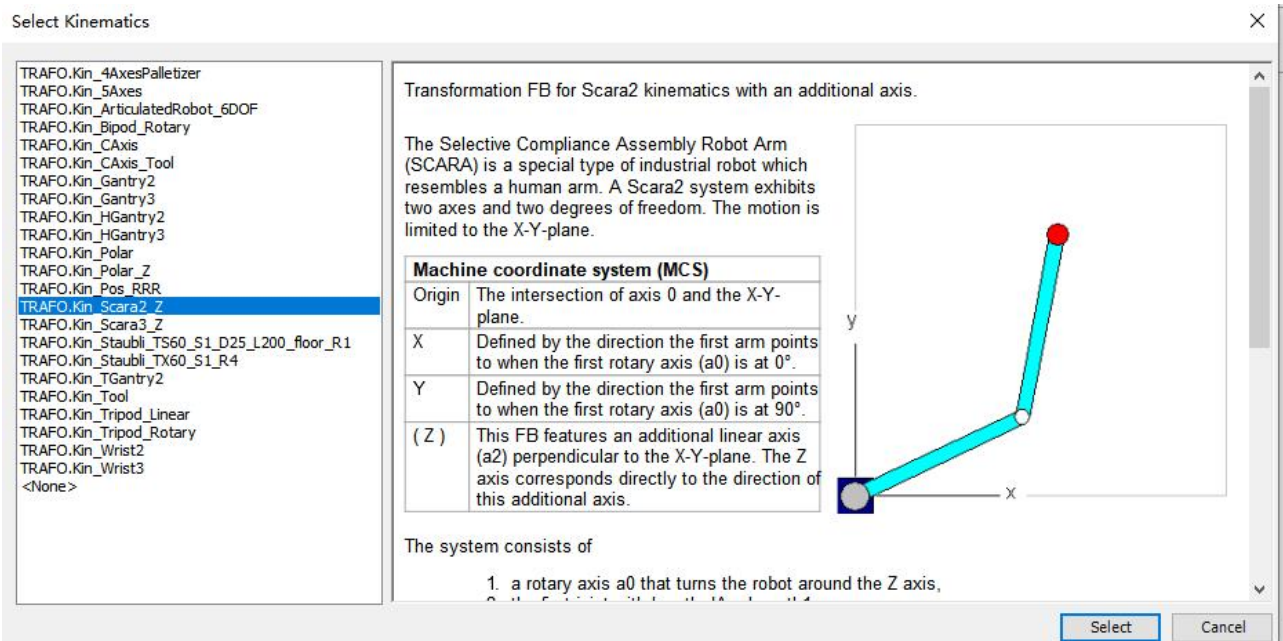 Select Kinematics
TRAFO.Kin_4AxesPalletizer
TRAFO.Kin_5Axes
TRAFO.Kin_ArticulatedRobot_6DOF
TRAFO.Kin_Bipod_Rotary
TRAFO.Kin_CAxis
TRAFO.Kin_CAxis_Tool
TRAFO.Kin_Gantry2
TRAFO.Kin_Gantry3
TRAFO.Kin_HGantry2
TRAFO.Kin_HGantry3
TRAFO.Kin_Polar
TRAFO.Kin_Polar_Z
TRAFO.Kin_Pos_RRR
TRAFO.Kin_Scara2_Z
TRAFO.Kin_Scara3_Z
TRAFO.Kin_Staubli_TS60_S1_D25_L200_floor_R1
TRAFO.Kin_Staubli_TX60_S1_R4
TRAFO.Kin_TGantry2
TRAFO.Kin_Tool
TRAFO.Kin_Tripod_Linear
TRAFO.Kin_Tripod_Rotary
TRAFO.Kin_Wrist2
TRAFO.Kin_Wrist3
<None>
Transformation FB for Scara2 kinematics with an additional axis.
The Selective Compliance Assembly Robot Arm
(SCARA) is a special type of industrial robot which
resembles a human arm. A Scara2 system exhibits
two axes and two degrees of freedom. The motion is
limited to the X-Y-plane.
Machine coordinate system (MCS)
Origin The intersection of axis 0 and the X-Y-
plane.
X Defined by the direction the first arm points
to when the first rotary axis (a0) is at 0°.
Y Defined by the direction the first arm points
to when the first rotary axis (a0) is at 90°.
( Z ) This FB features an additional linear axis
(a2) perpendicular to the X-Y-plane. The Z
axis corresponds directly to the direction of
this additional axis.
y
x
The system consists of
1. a rotary axis a0 that turns the robot around the Z axis,
Select
Cancel